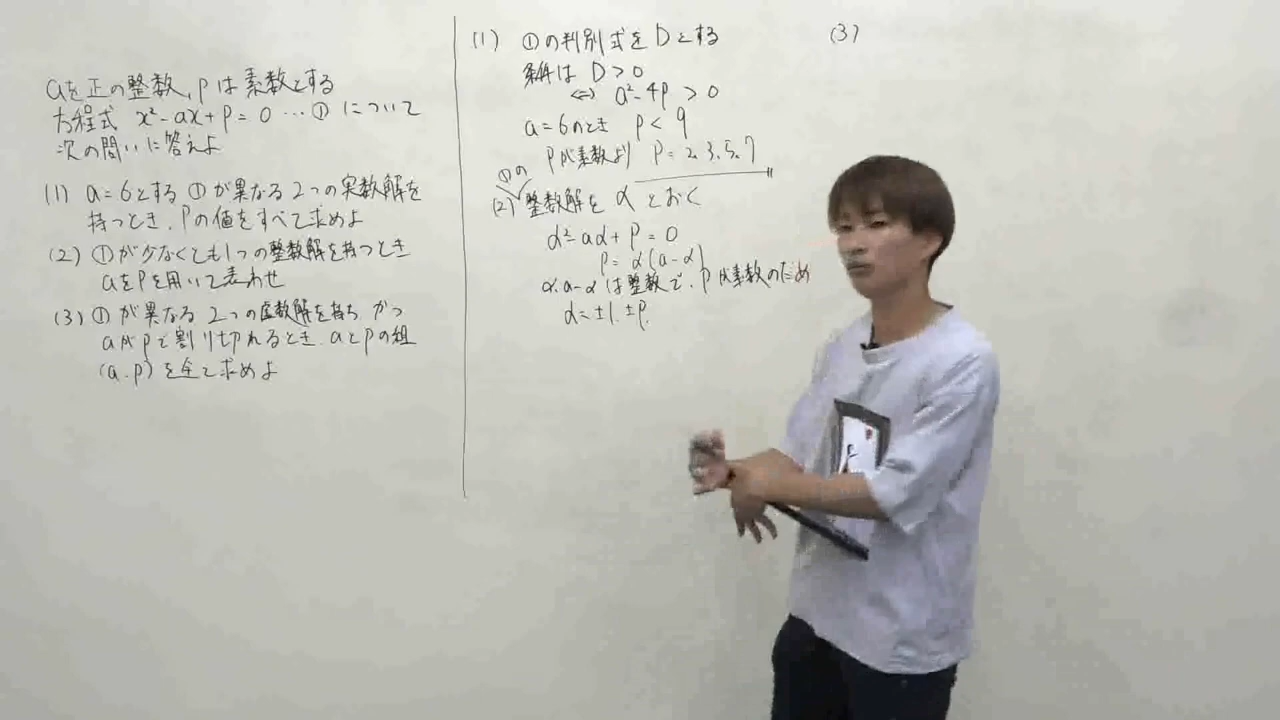 aを正の整数、Pは素数とする
方程式 x²-ax+P=0 …① について
次の問いに答えよ
(1) a=6とする ①が異なる2つの実数解を
持つとき、Pの値をすべて求めよ
(2) ①が少なくとも1つの整数解を持つとき
aをPを用いて表わせ
(3) ①が異なる2つの虚数解を持ち かつ
aがPで割り切れるとき、aとPの組
(a.P)を全て求めよ
(1) ①の判別式をDとする
条件は D>0
⇔ a²-4P >0
a=6のとき P<9
Pが素数より P=2.3.5.7
①の
(2) 整数解を α とおく
α²-aα+P=0
P=α(a-α)
α.a-αは整数で、Pが素数のため
α=±1.±P.
(3)